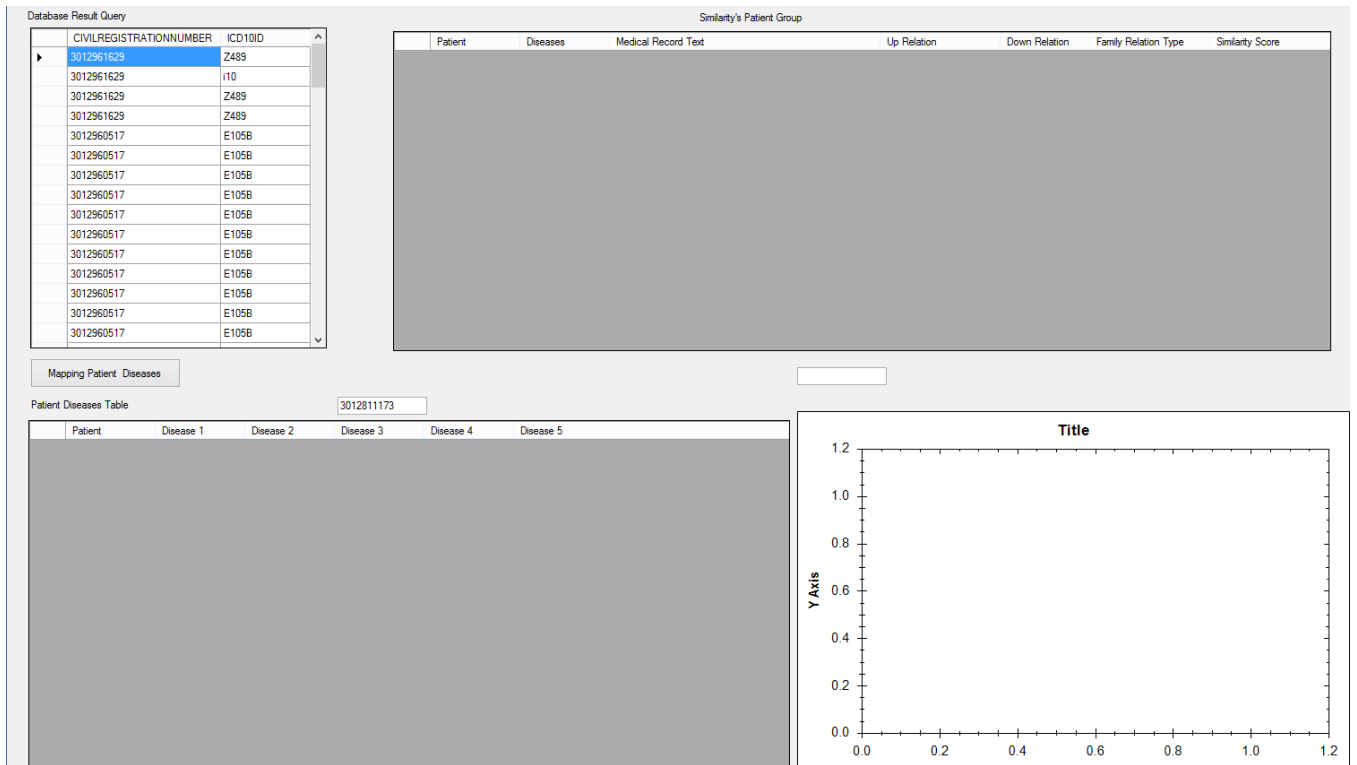 Database Result Query
CIVILREGISTRATIONNUMBER ICD10ID
3012961629 Z489
3012961629 i10
3012961629 Z489
3012961629 Z489
3012960517 E105B
3012960517 E105B
3012960517 E105B
3012960517 E105B
3012960517 E105B
3012960517 E105B
3012960517 E105B
3012960517 E105B
3012960517 E105B
3012960517 E105B
3012960517 E105B
Similarity's Patient Group
Patient Diseases Medical Record Text Up Relation Down Relation Family Relation Type Similarity Score
Mapping Patient Diseases
Patient Diseases Table 3012811173
Patient Disease 1 Disease 2 Disease 3 Disease 4 Disease 5
Title
Y Axis
1.2
1.0
0.8
0.6
0.4
0.2
0.0
0.0 0.2 0.4 0.6 0.8 1.0 1.2